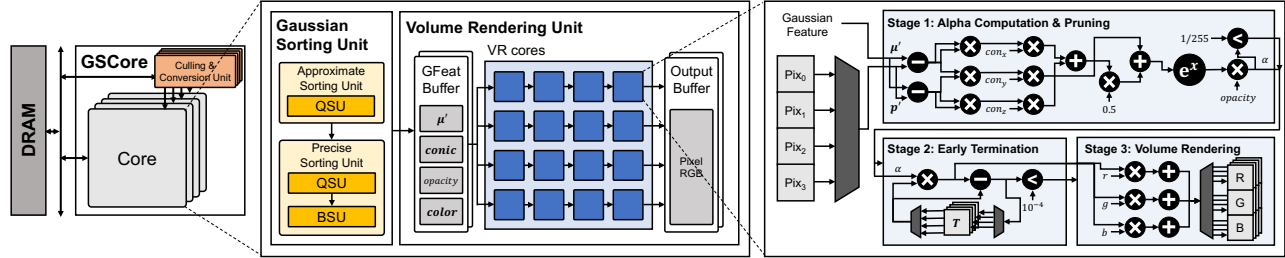 DRAM
GSCore
Culling &
Conversion Unit
Core
Gaussian
Sorting Unit
Approximate
Sorting Unit
QSU
Precise
Sorting Unit
QSU
BSU
Volume Rendering Unit
VR cores
GFeat
Buffer
μ′
conic
opacity
color
Output
Buffer
Pixel
RGB
Gaussian
Feature
Pix0
Pix1
Pix2
Pix3
Stage 1: Alpha Computation & Pruning
μ′
p′
conx
cony
conz
0.5
e^x
1/255
α
opacity
Stage 2: Early Termination
α
T
10^-4
Stage 3: Volume Rendering
r
g
b
R
G
B